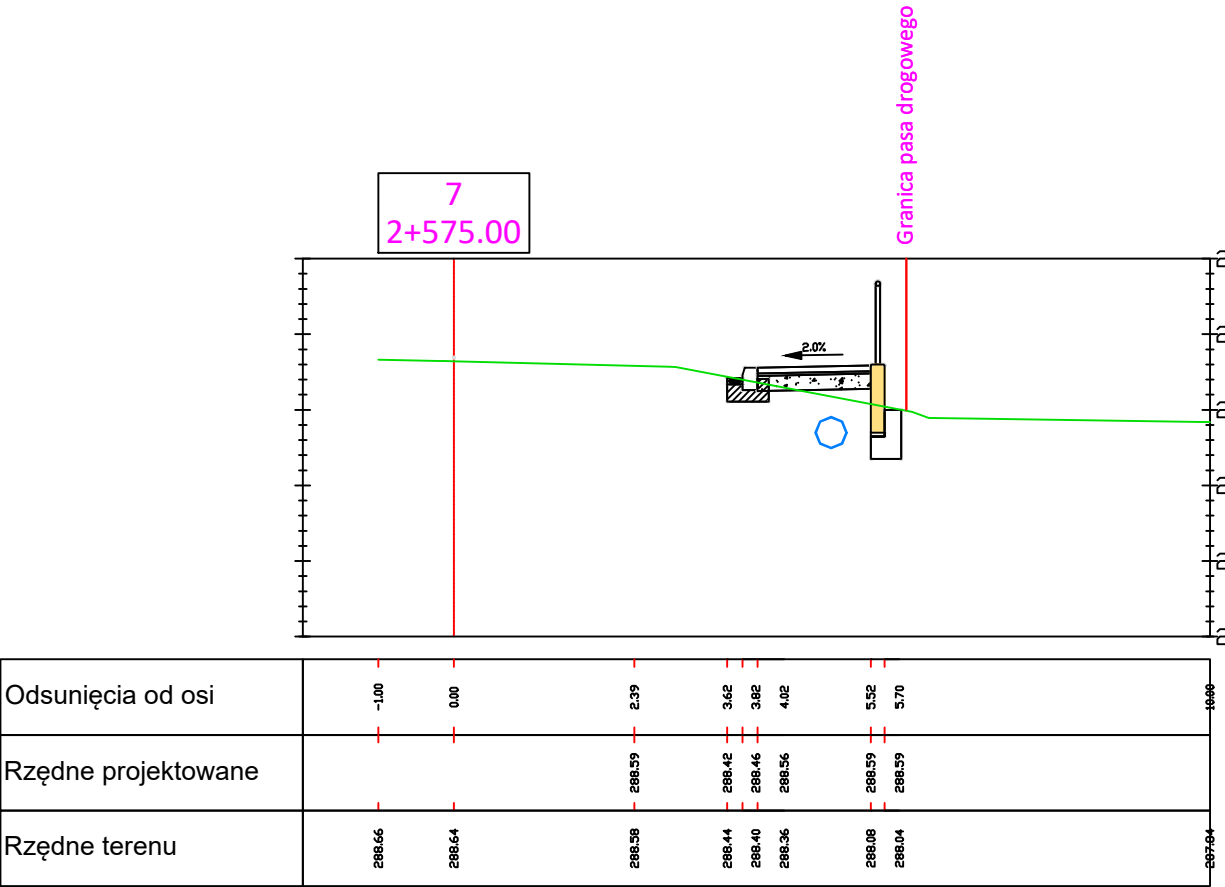 Granica pasa drogowego
7
2+575.00
2.0%
Odsunięcia od osi
-1.00 0.00 2.39 3.62 3.82 4.02 5.52 5.70 10.00
Rzędne projektowane
288.59 288.42 288.46 288.56 288.59 288.59
Rzędne terenu
288.66 288.64 288.58 288.44 288.40 288.36 288.08 288.04